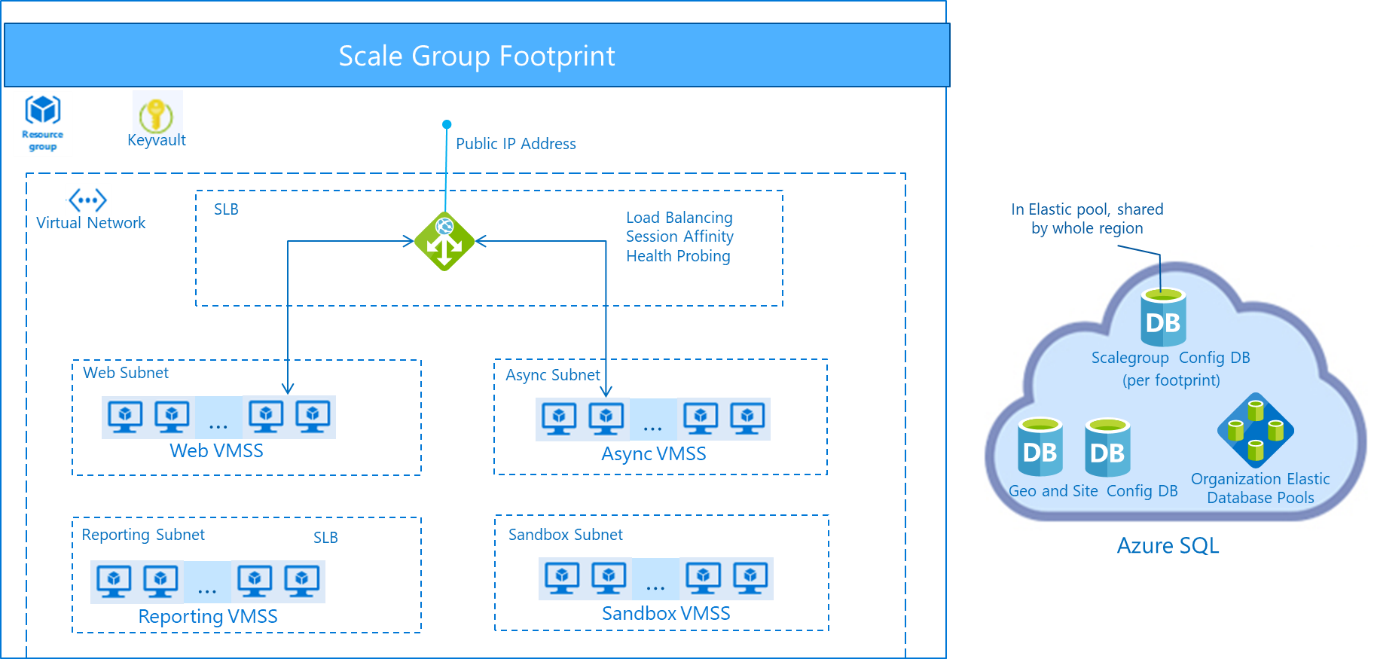 Scale Group Footprint
Resource
group
Keyvault
Public IP Address
Virtual Network
SLB
Load Balancing
Session Affinity
Health Probing
Web Subnet
...
Web VMSS
Async Subnet
...
Async VMSS
Reporting Subnet
SLB
...
Reporting VMSS
Sandbox Subnet
...
Sandbox VMSS
In Elastic pool, shared
by whole region
DB
Scalegroup Config DB
(per footprint)
DB
DB
Geo and Site Config DB
Organization Elastic
Database Pools
Azure SQL